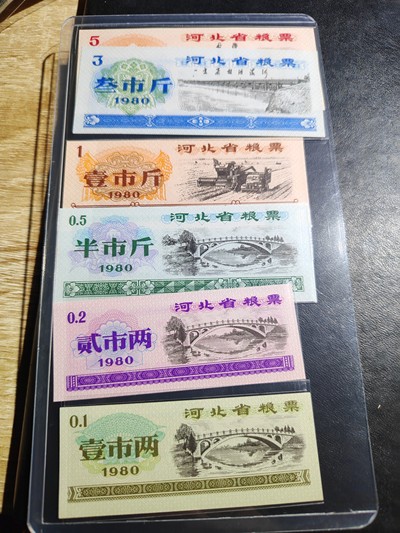 5 河北省粮票
3 河北省粮票
叁市斤
1980
1 河北省粮票
壹市斤
1980
0.5 河北省粮票
半市斤
1980
0.2 河北省粮票
贰市两
1980
0.1 河北省粮票
壹市两
1980